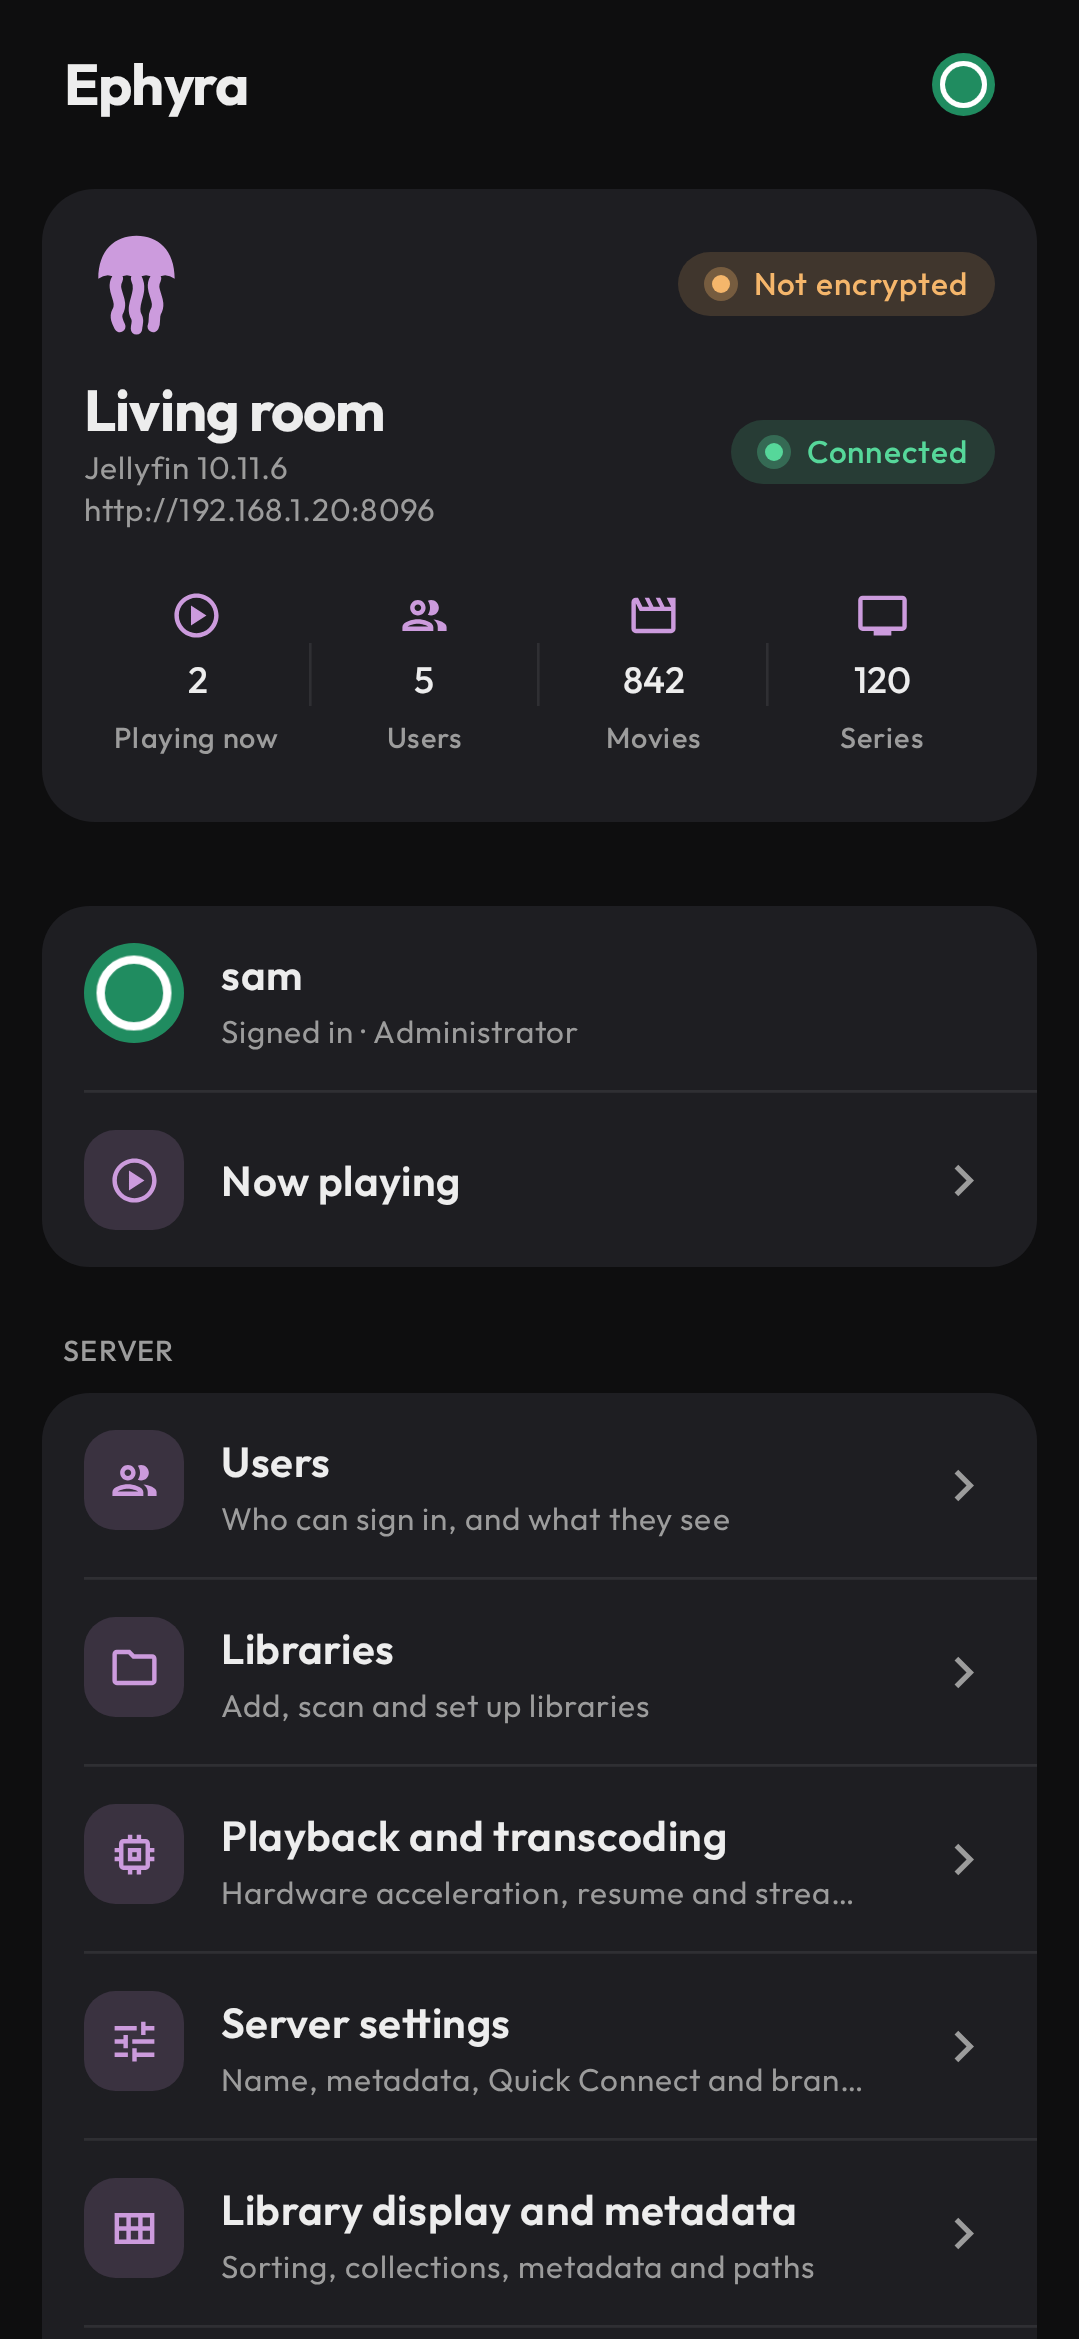 Ephyra
Not encrypted
Living room
Jellyfin 10.11.6
Connected
http://192.168.1.20:8096
2
5
842
120
Playing now
Users
Movies
Series
sam
Signed in · Administrator
Now playing
SERVER
Users
Who can sign in, and what they see
Libraries
Add, scan and set up libraries
Playback and transcoding
Hardware acceleration, resume and strea...
Server settings
Name, metadata, Quick Connect and bran...
Library display and metadata
Sorting, collections, metadata and paths